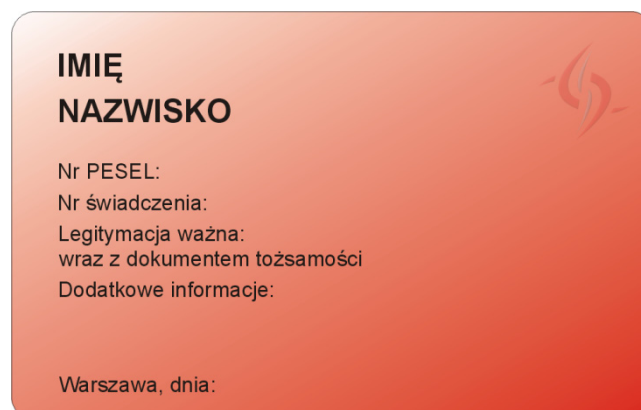 IMIĘ
NAZWISKO
Nr PESEL:
Nr świadczenia:
Legitymacja ważna:
wraz z dokumentem tożsamości
Dodatkowe informacje:
Warszawa, dnia: